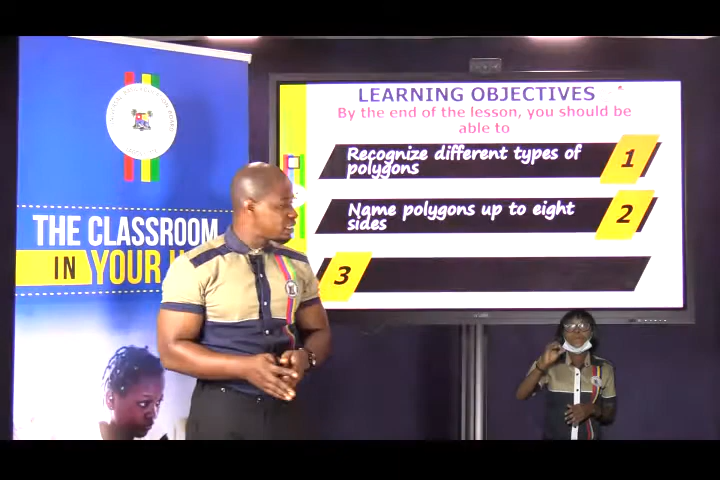 THE CLASSROOM
IN YOUR
LEARNING OBJECTIVES
By the end of the lesson, you should be
able to
Recognize different types of
polygons
1
Name polygons up to eight
sides
2
3